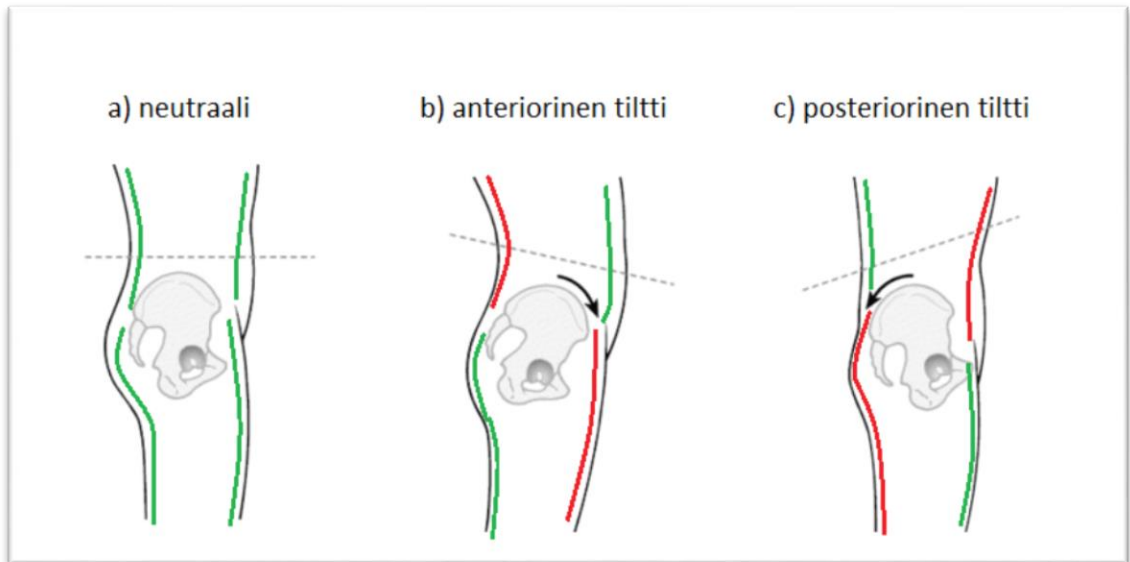 a) neutraali
b) anteriorinen tiltti
c) posteriorinen tiltti